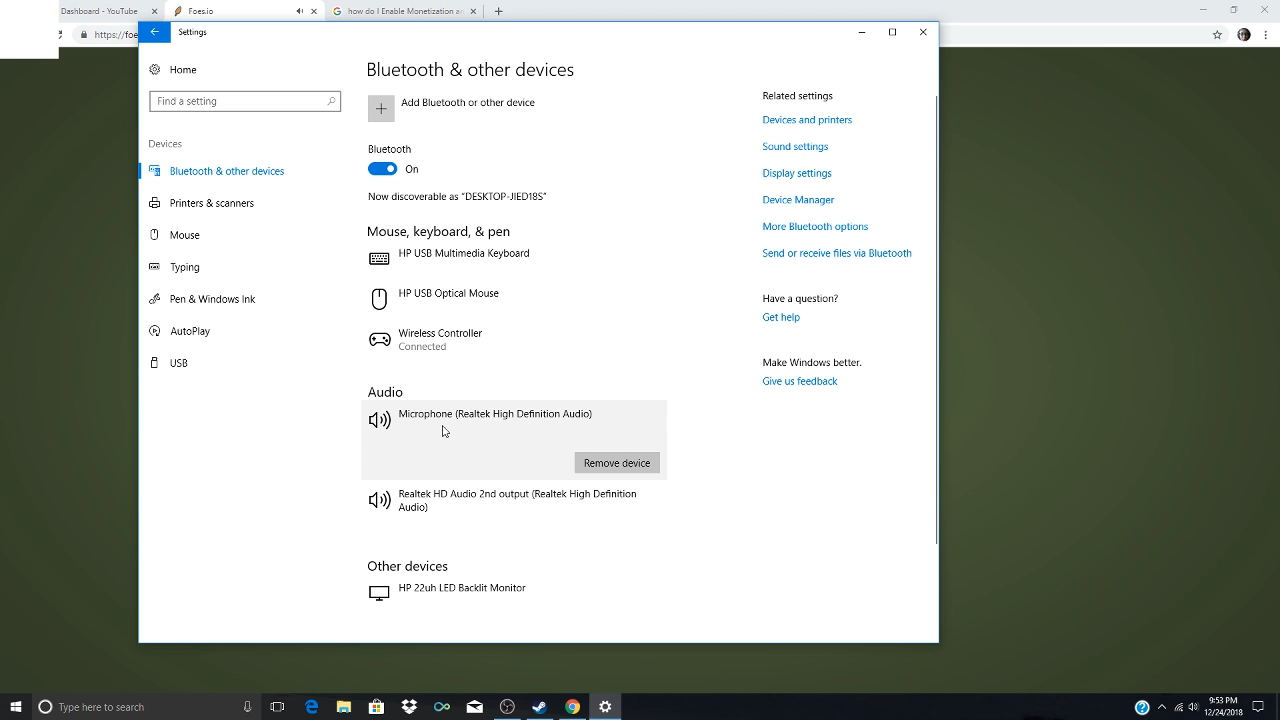 Dashboard - YouTube
Foes.io
how do I Enable Monetization an
https://foe
Settings
Home
Find a setting
Devices
Bluetooth & other devices
Printers & scanners
Mouse
Typing
Pen & Windows Ink
AutoPlay
USB
Bluetooth & other devices
Add Bluetooth or other device
Bluetooth
On
Now discoverable as “DESKTOP-JIED18S”
Mouse, keyboard, & pen
HP USB Multimedia Keyboard
HP USB Optical Mouse
Wireless Controller
Connected
Audio
Microphone (Realtek High Definition Audio)
Remove device
Realtek HD Audio 2nd output (Realtek High Definition
Audio)
Other devices
HP 22uh LED Backlit Monitor
Related settings
Devices and printers
Sound settings
Display settings
Device Manager
More Bluetooth options
Send or receive files via Bluetooth
Have a question?
Get help
Make Windows better.
Give us feedback
Type here to search
9:53 PM
12/24/2018